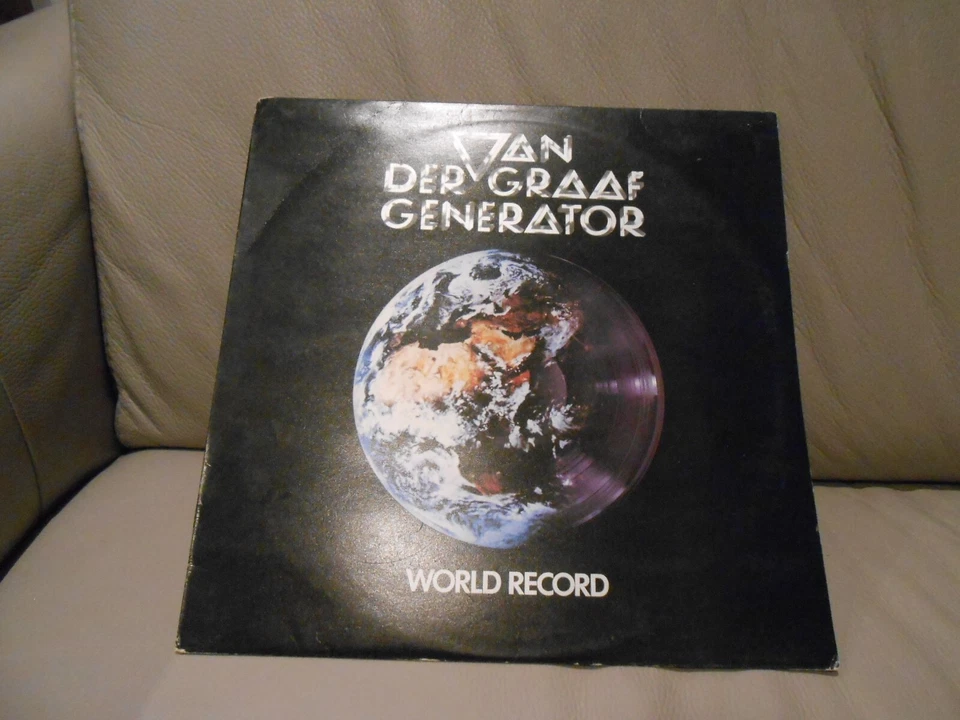 VAN
DER GRAAF
GENERATOR
WORLD RECORD